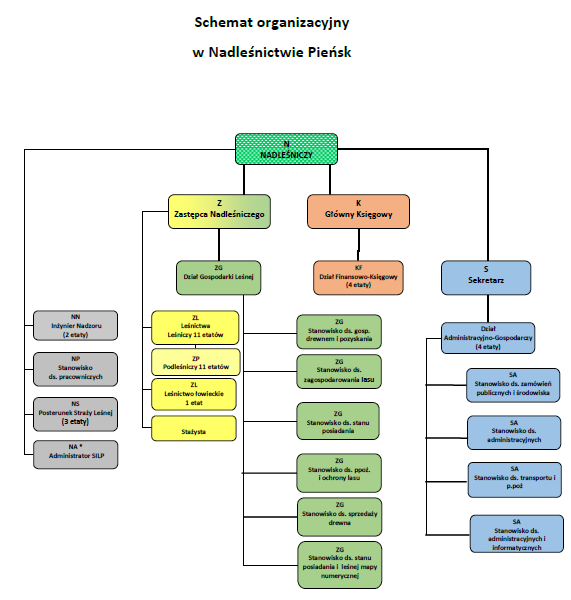 Schemat organizacyjny
w Nadleśnictwie Pieńsk
N
NADLEŚNICZY
Z
Zastępca Nadleśniczego
K
Główny Księgowy
ZG
Dział Gospodarki Leśnej
KF
Dział Finansowo-Księgowy
(4 etaty)
S
Sekretarz
NN
Inżynier Nadzoru
(2 etaty)
NP
Stanowisko
ds. pracowniczych
NS
Posterunek Straży Leśnej
(3 etaty)
NA *
Administrator SILP
ZL
Leśnictwa
Leśniczy 11 etatów
ZP
Podleśniczy 11 etatów
ZL
Leśnictwo łowieckie
1 etat
Stażysta
ZG
Stanowisko ds. gosp.
drewnem i pozyskania
ZG
Stanowisko ds.
zagospodarowania lasu
ZG
Stanowisko ds. stanu
posiadania
ZG
Stanowisko ds. ppoż.
i ochrony lasu
ZG
Stanowisko ds. sprzedaży
drewna
ZG
Stanowisko ds. stanu
posiadania i leśnej mapy
numerycznej
Dział
Administracyjno-Gospodarczy
(4 etaty)
SA
Stanowisko ds. zamówień
publicznych i środowiska
SA
Stanowisko ds.
administracyjnych
SA
Stanowisko ds. transportu i
p.poż
SA
Stanowisko ds.
administracyjnych i
informatycznych